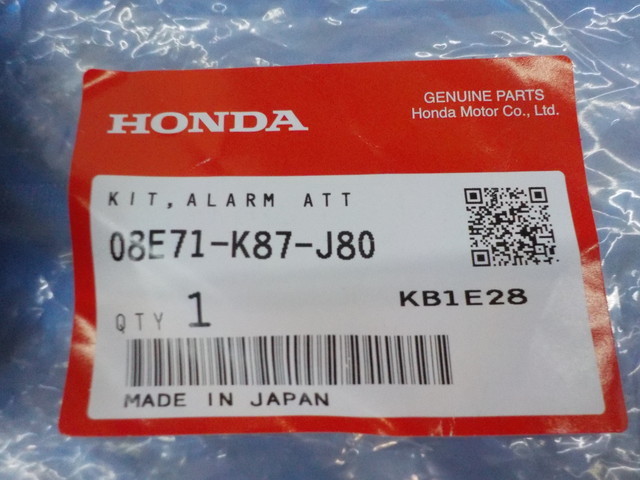 HONDA
GENUINE PARTS
Honda Motor Co., Ltd.
KIT, ALARM ATT
08E71-K87-J80
KB1E28
QTY 1
MADE IN JAPAN